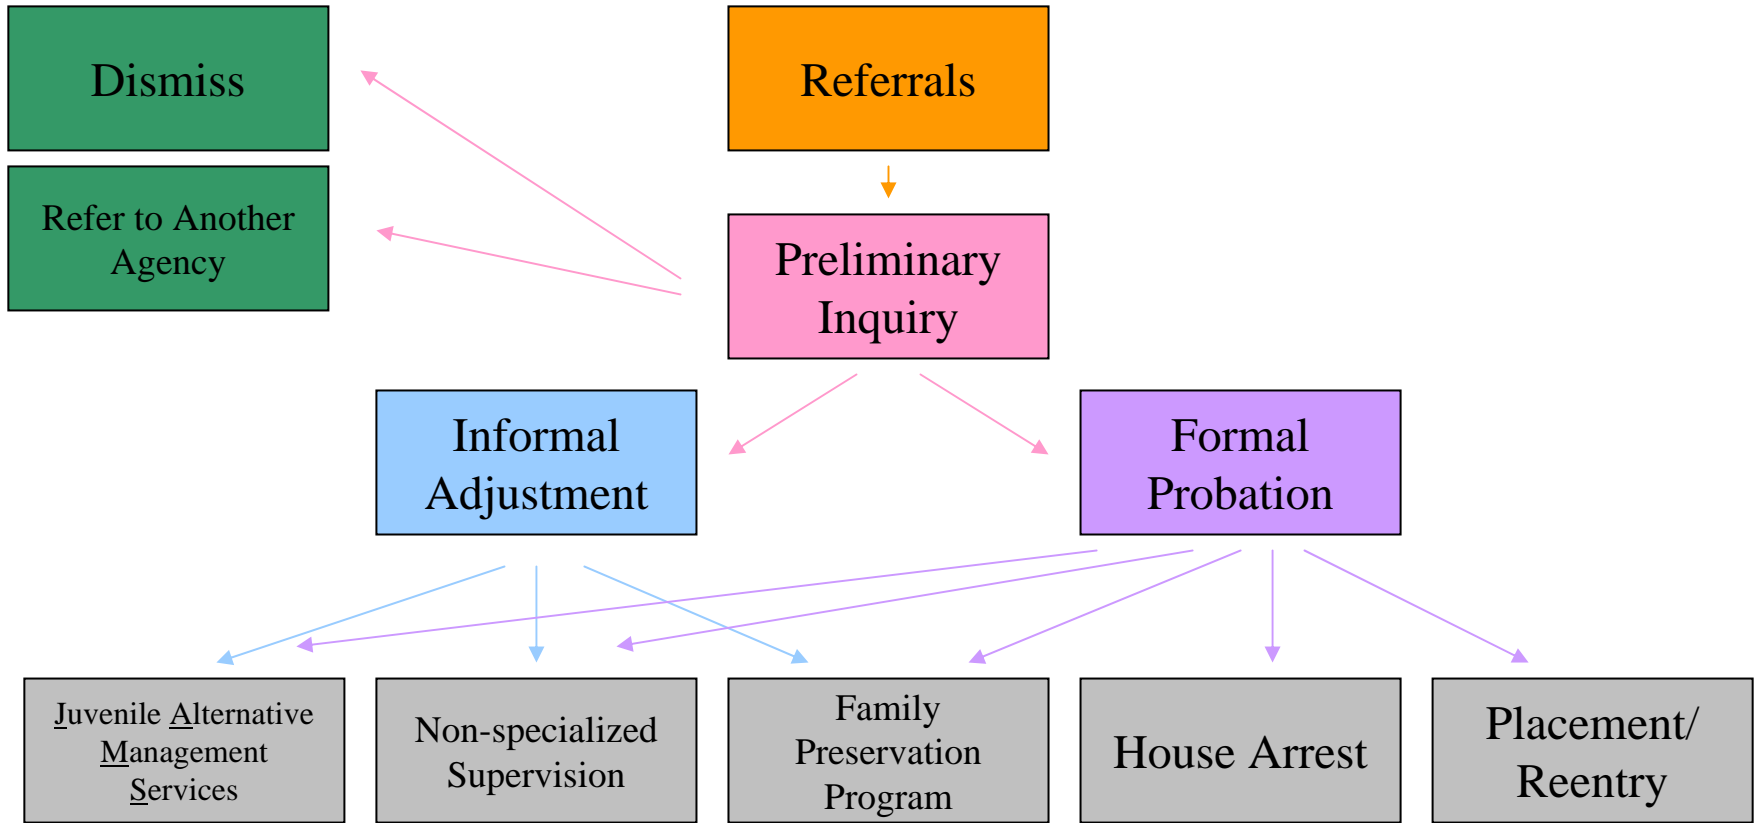 Dismiss
Referrals
Refer to Another
Agency
Preliminary
Inquiry
Informal
Adjustment
Formal
Probation
Juvenile Alternative
Management
Services
Non-specialized
Supervision
Family
Preservation
Program
House Arrest
Placement/
Reentry